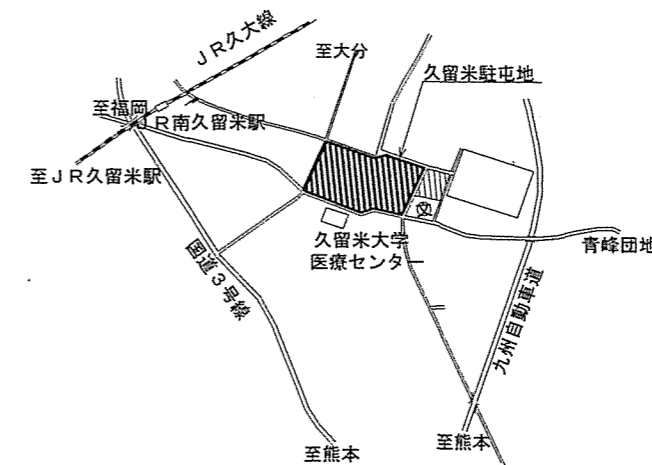 JR久大線
至大分
久留米駐屯地
至福岡
JR南久留米駅
至JR久留米駅
久留米大学
医療センター
青峰団地
国道3号線
九州自動車道
至熊本
至熊本